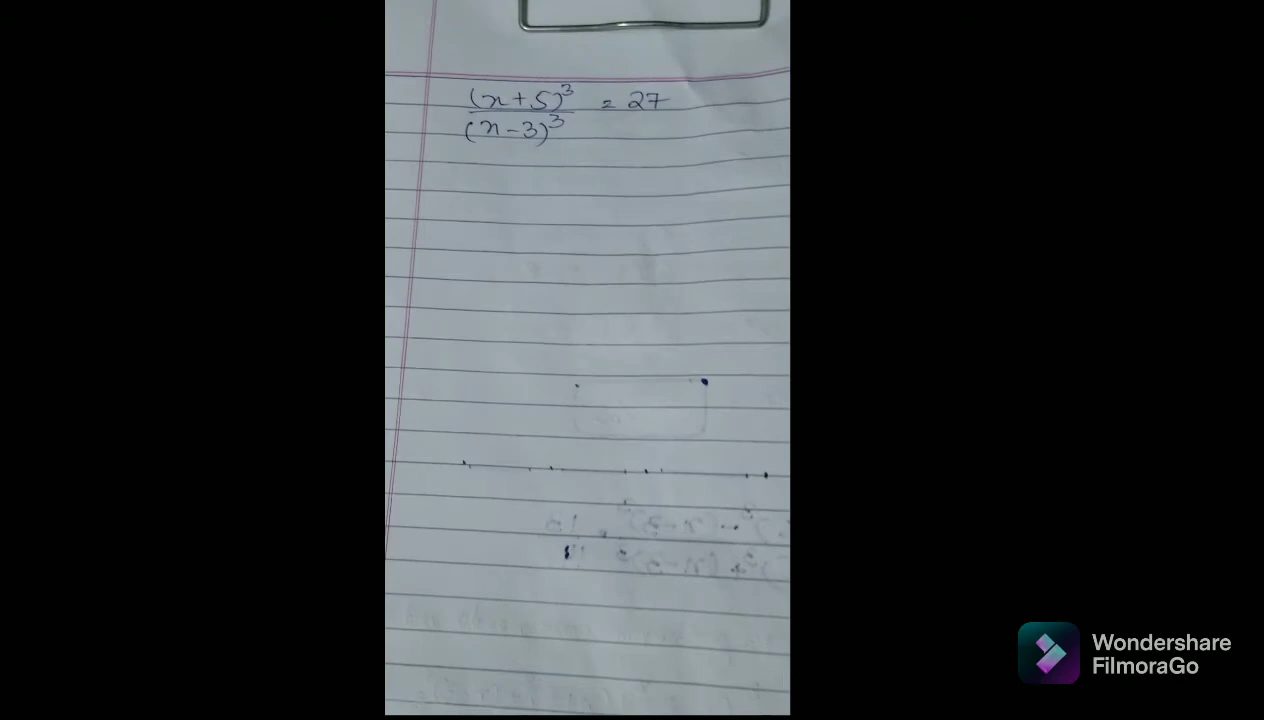 (x+5)³ = 27
(x-3)³
Wondershare
FilmoraGo